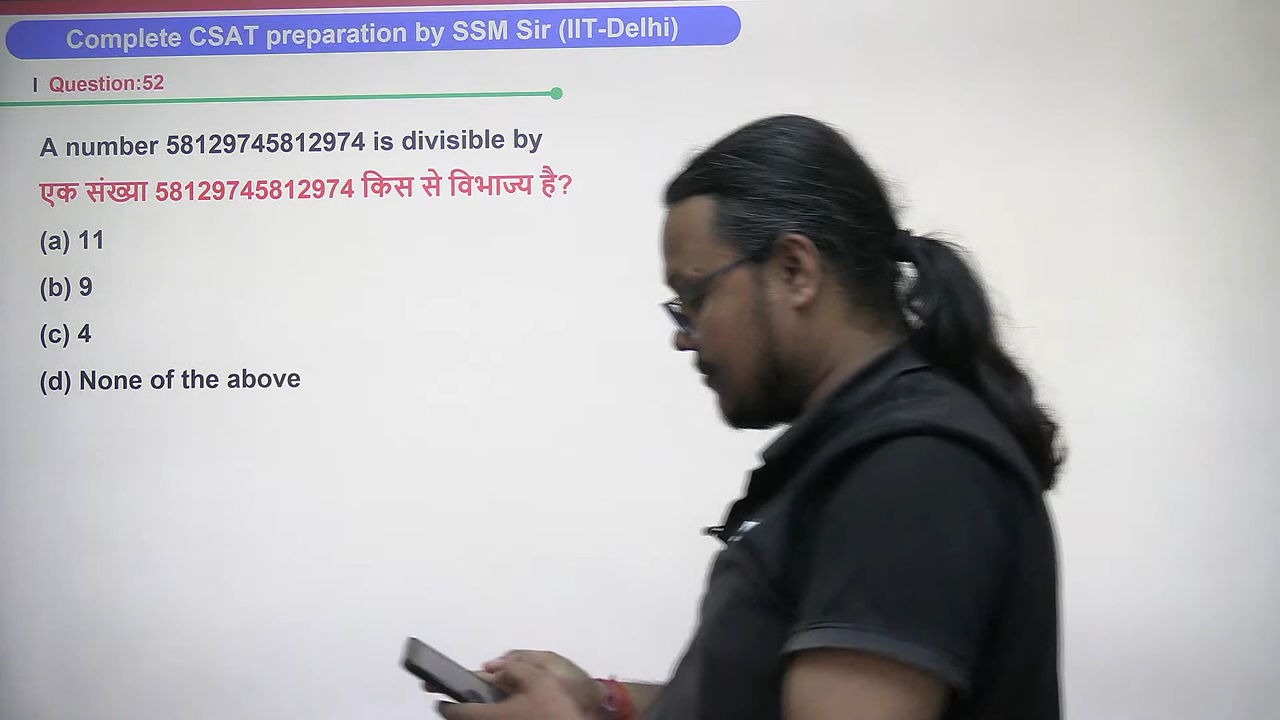 Complete CSAT preparation by SSM Sir (IIT-Delhi)
I Question:52
A number 58129745812974 is divisible by
एक संख्या 58129745812974 किस से विभाज्य है?
(a) 11
(b) 9
(c) 4
(d) None of the above